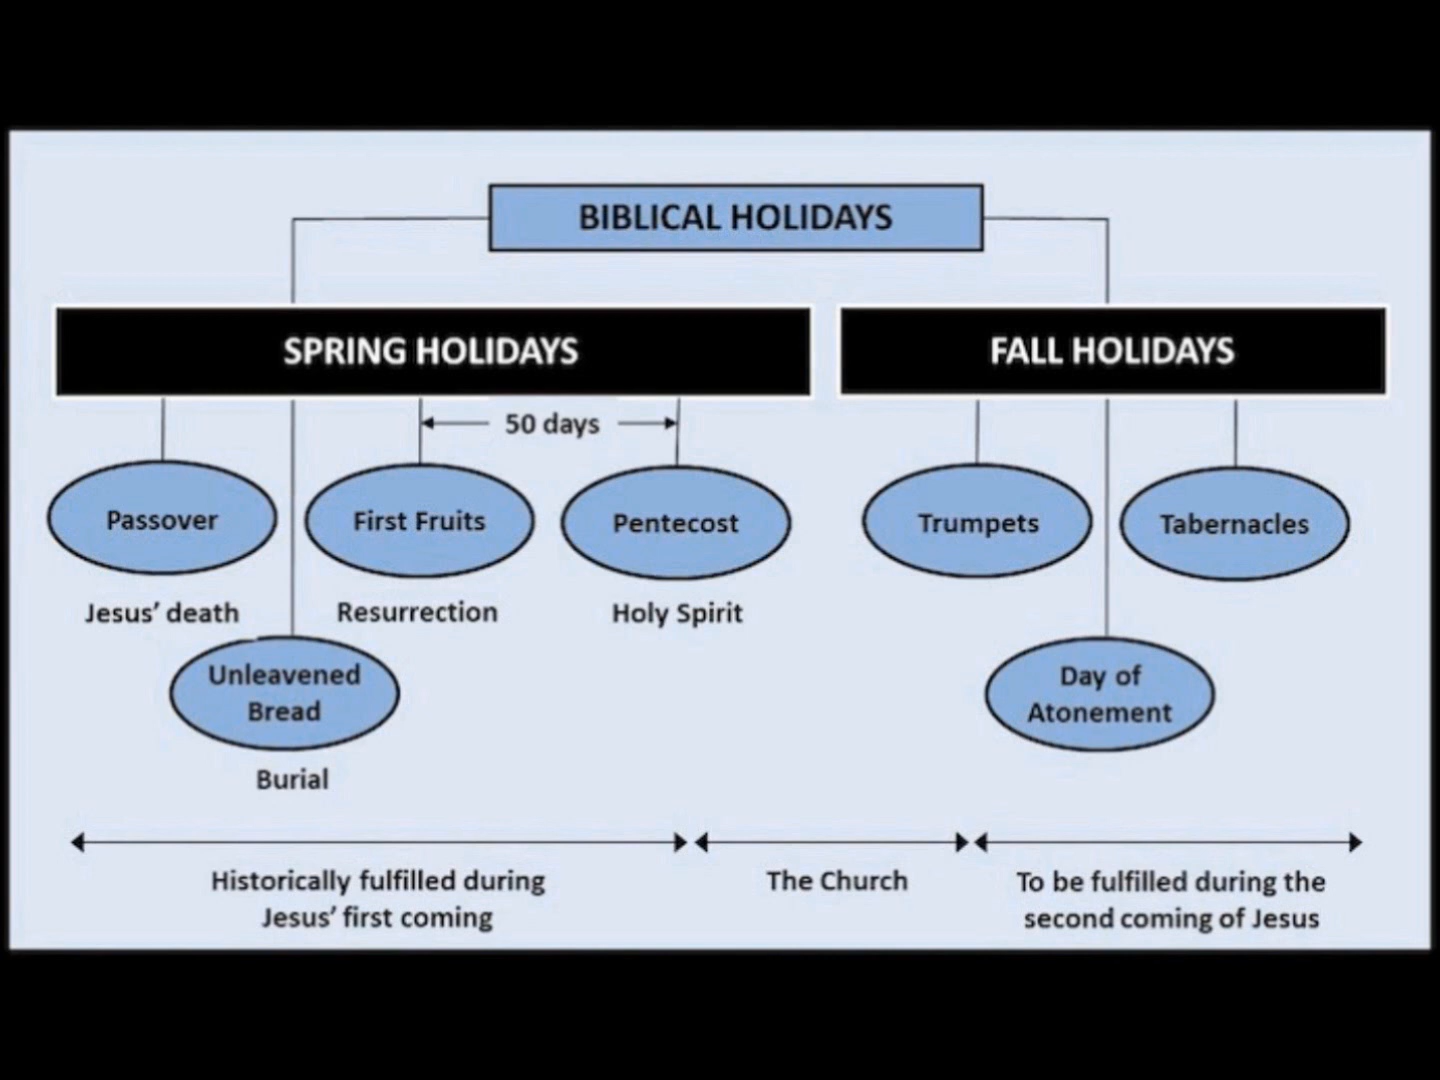 BIBLICAL HOLIDAYS
SPRING HOLIDAYS
FALL HOLIDAYS
50 days
Passover
First Fruits
Pentecost
Trumpets
Tabernacles
Jesus’ death
Resurrection
Holy Spirit
Unleavened
Bread
Day of
Atonement
Burial
Historically fulfilled during
Jesus’ first coming
The Church
To be fulfilled during the
second coming of Jesus